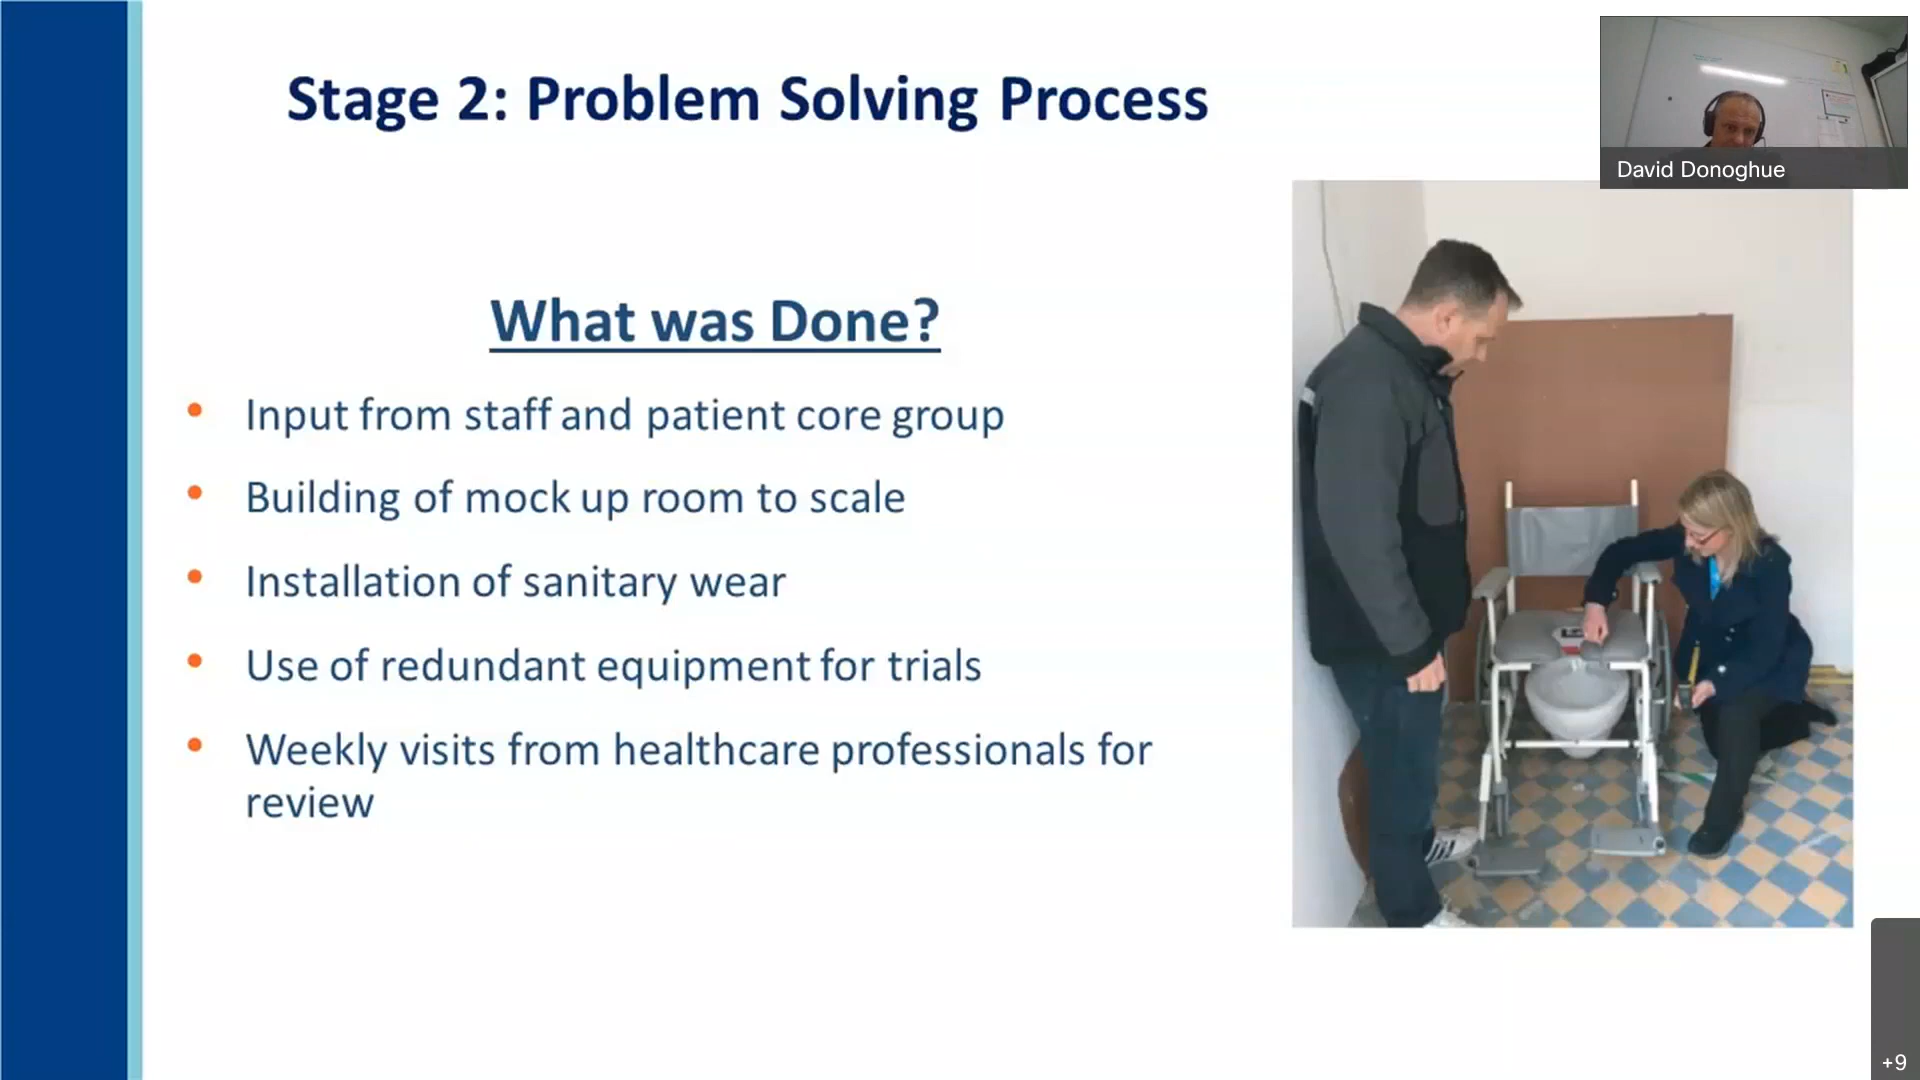 Stage 2: Problem Solving Process
David Donoghue
What was Done?
• Input from staff and patient core group
• Building of mock up room to scale
• Installation of sanitary wear
• Use of redundant equipment for trials
• Weekly visits from healthcare professionals for
review
+9